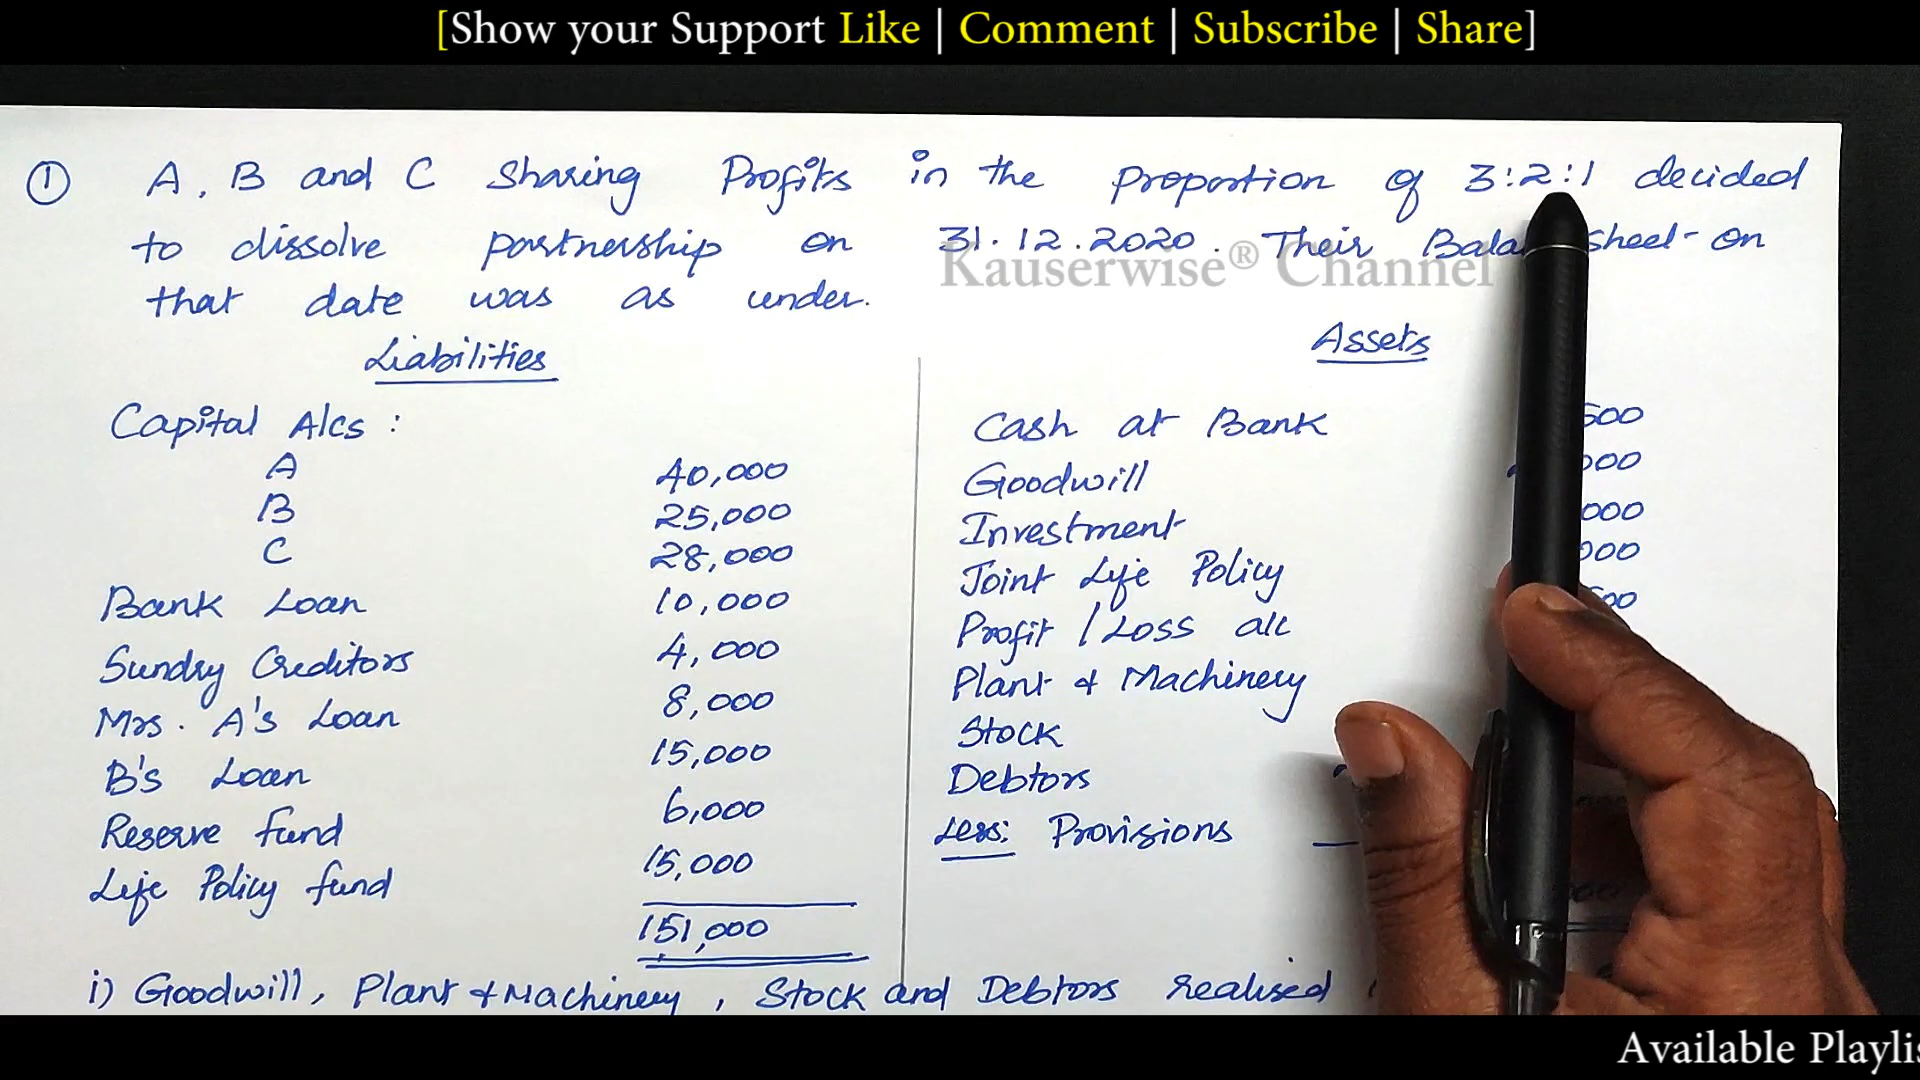 [Show your Support Like | Comment | Subscribe | Share]
① A, B and C Sharing Profits in the Proportion of 3:2:1 decided
to dissolve partnership on 31.12.2020. Their Bala sheet on
that date was as under.
Kauserwise® Channel
Liabilities
Capital A/cs :
A 40,000
B 25,000
C 28,000
Bank Loan 10,000
Sundry Creditors 4,000
Mrs. A's Loan 8,000
B's Loan 15,000
Reserve fund 6,000
Life Policy fund 15,000
151,000
Assets
Cash at Bank 500
Goodwill 000
Investment 000
Joint Life Policy 000
Profit / Loss a/c 500
Plant & Machinery
Stock
Debtors
Less: Provisions
i) Goodwill, Plant & Machinery, Stock and Debtors realised
Available Playlis